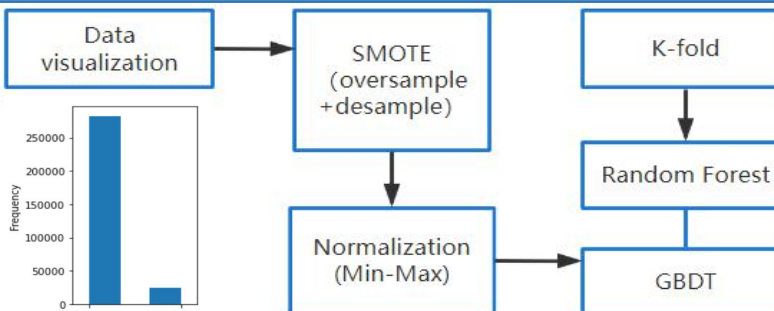 Data
visualization
SMOTE
(oversample
+desample)
K-fold
Random Forest
Normalization
(Min-Max)
GBDT
Frequency
250000
200000
150000
100000
50000
0